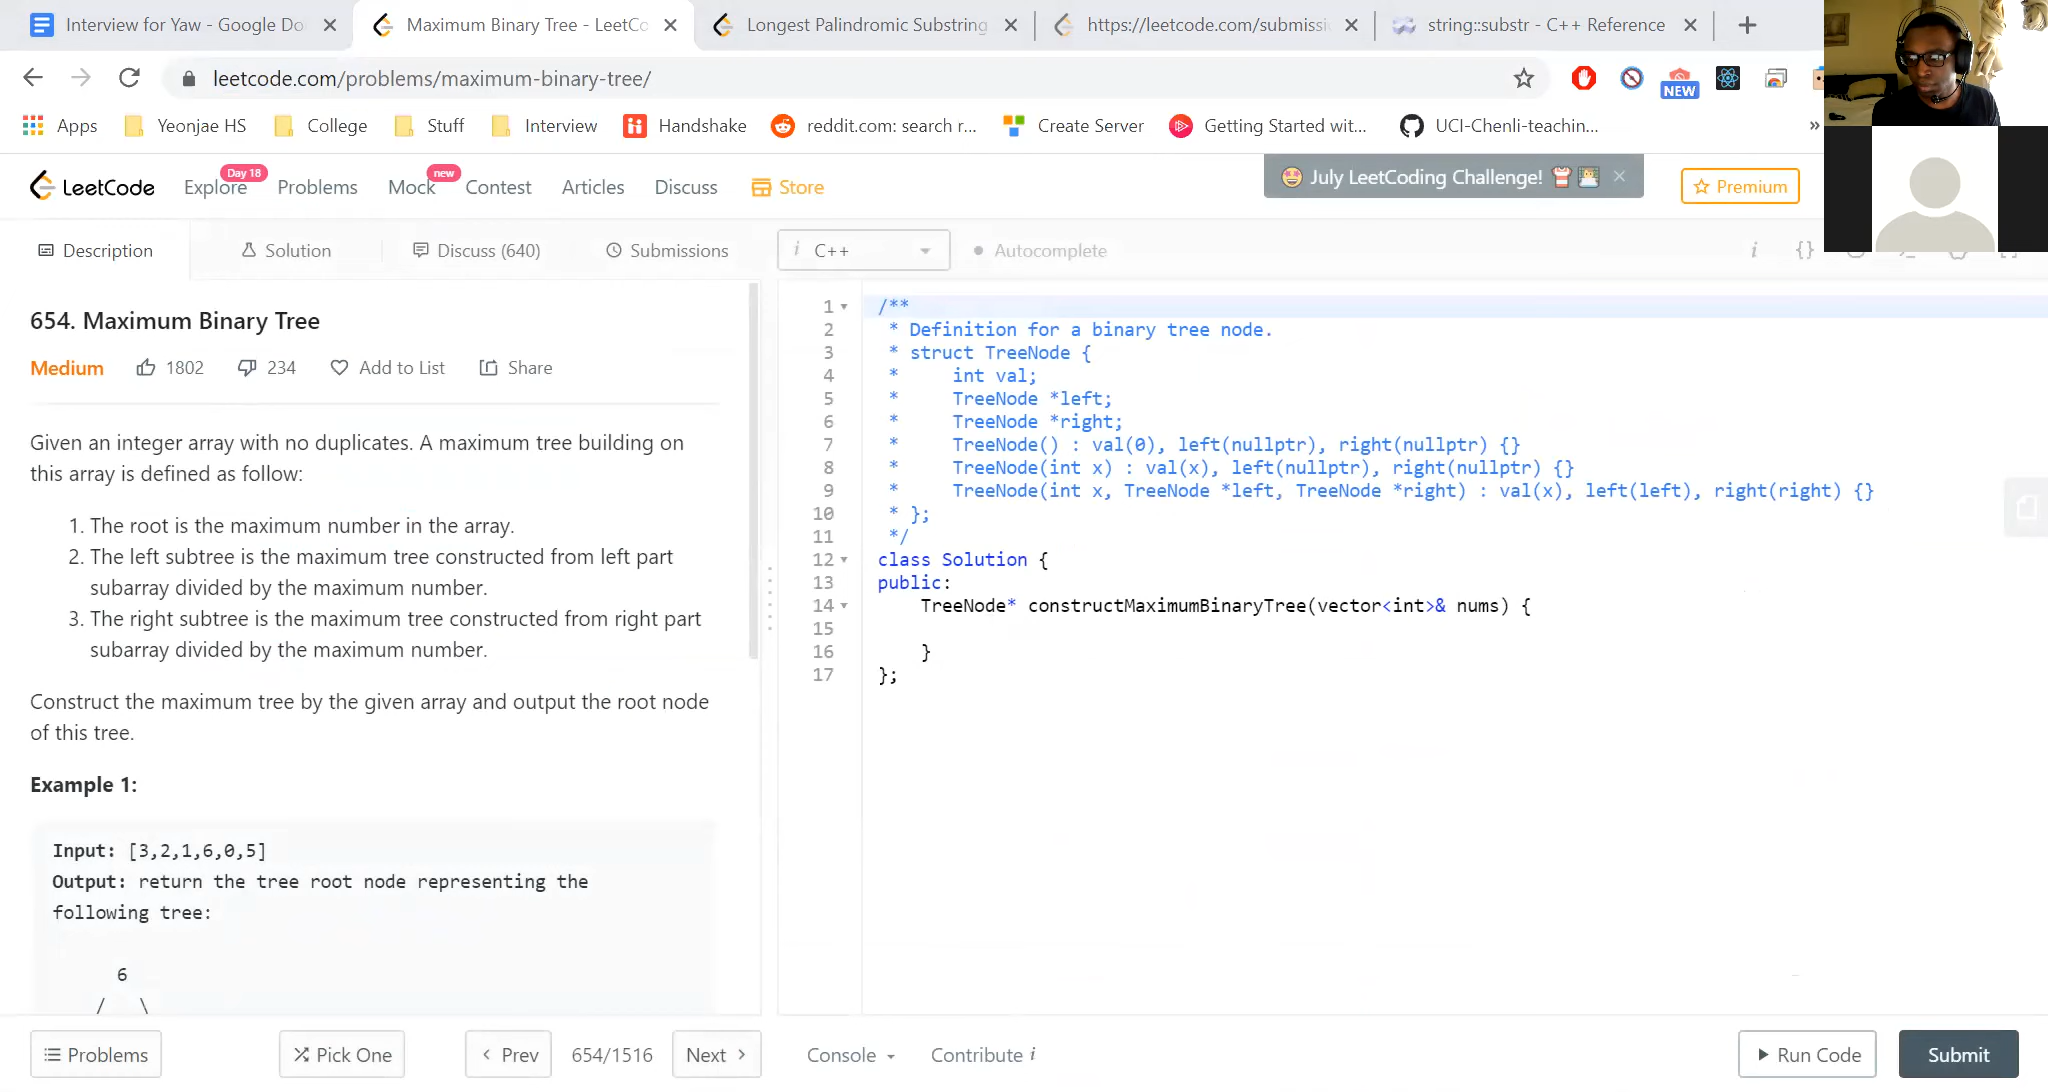 Interview for Yaw - Google Do
Maximum Binary Tree - LeetCo
Longest Palindromic Substring
https://leetcode.com/submissi
string::substr - C++ Reference
leetcode.com/problems/maximum-binary-tree/
NEW
Apps
Yeonjae HS
College
Stuff
Interview
Handshake
reddit.com: search r...
Create Server
Getting Started wit...
UCI-Chenli-teachin...
»
LeetCode
Explore
Day 18
Problems
Mock
new
Contest
Articles
Discuss
Store
July LeetCoding Challenge!
Premium
Description
Solution
Discuss (640)
Submissions
i C++
Autocomplete
i {}
654. Maximum Binary Tree
Medium 1802 234 Add to List Share
Given an integer array with no duplicates. A maximum tree building on
this array is defined as follow:
1. The root is the maximum number in the array.
2. The left subtree is the maximum tree constructed from left part
subarray divided by the maximum number.
3. The right subtree is the maximum tree constructed from right part
subarray divided by the maximum number.
Construct the maximum tree by the given array and output the root node
of this tree.
Example 1:
Input: [3,2,1,6,0,5]
Output: return the tree root node representing the
following tree:
6
/ \
1 /**
2 * Definition for a binary tree node.
3 * struct TreeNode {
4 * int val;
5 * TreeNode *left;
6 * TreeNode *right;
7 * TreeNode() : val(0), left(nullptr), right(nullptr) {}
8 * TreeNode(int x) : val(x), left(nullptr), right(nullptr) {}
9 * TreeNode(int x, TreeNode *left, TreeNode *right) : val(x), left(left), right(right) {}
10 * };
11 */
12 class Solution {
13 public:
14 TreeNode* constructMaximumBinaryTree(vector<int>& nums) {
15
16 }
17 };
Problems
Pick One
Prev
654/1516
Next
Console
Contribute i
Run Code
Submit